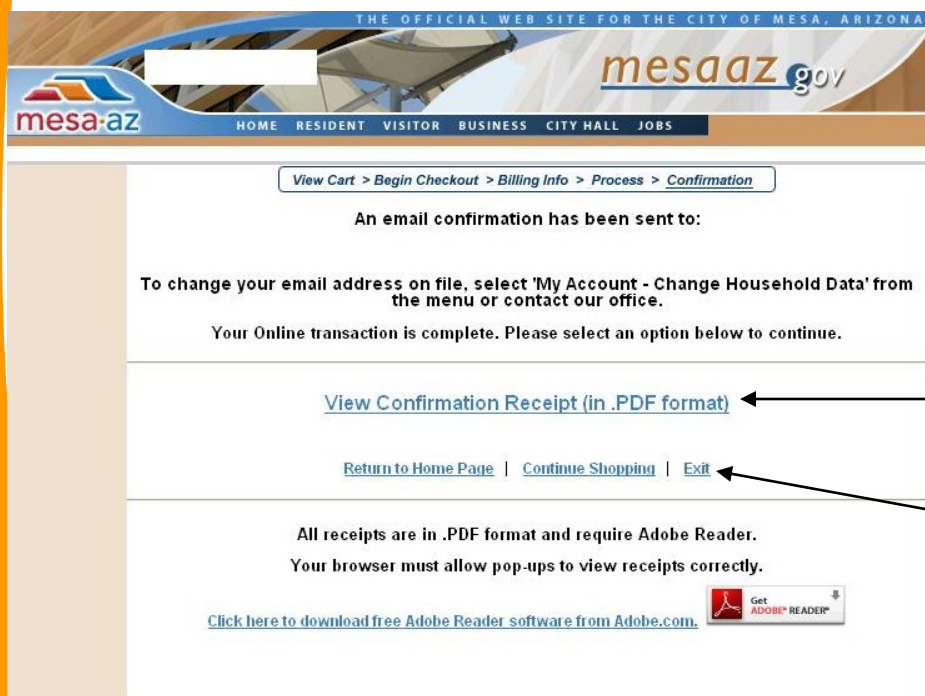 THE OFFICIAL WEB SITE FOR THE CITY OF MESA, ARIZONA
mesaaz gov
mesa·az
HOME RESIDENT VISITOR BUSINESS CITY HALL JOBS
View Cart > Begin Checkout > Billing Info > Process > Confirmation
An email confirmation has been sent to:
To change your email address on file, select 'My Account - Change Household Data' from
the menu or contact our office.
Your Online transaction is complete. Please select an option below to continue.
View Confirmation Receipt (in .PDF format)
Return to Home Page | Continue Shopping | Exit
All receipts are in .PDF format and require Adobe Reader.
Your browser must allow pop-ups to view receipts correctly.
Click here to download free Adobe Reader software from Adobe.com.
Get
ADOBE® READER®